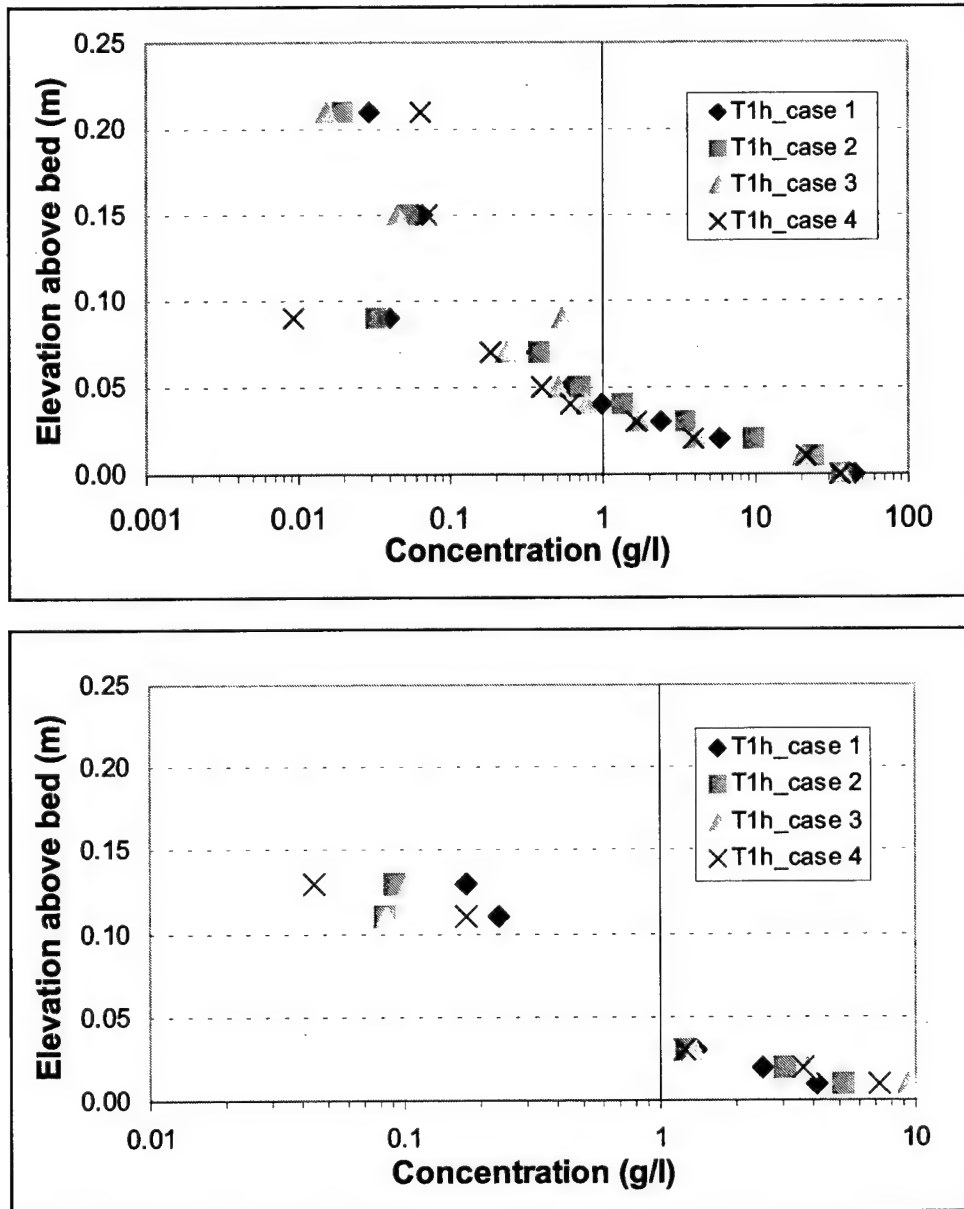 0.25
0.20
0.15
0.10
0.05
0.00
Elevation above bed (m)
T1h_case 1
T1h_case 2
T1h_case 3
T1h_case 4
0.001
0.01
0.1
1
10
100
Concentration (g/l)
0.25
0.20
0.15
0.10
0.05
0.00
Elevation above bed (m)
T1h_case 1
T1h_case 2
T1h_case 3
T1h_case 4
0.01
0.1
1
10
Concentration (g/l)